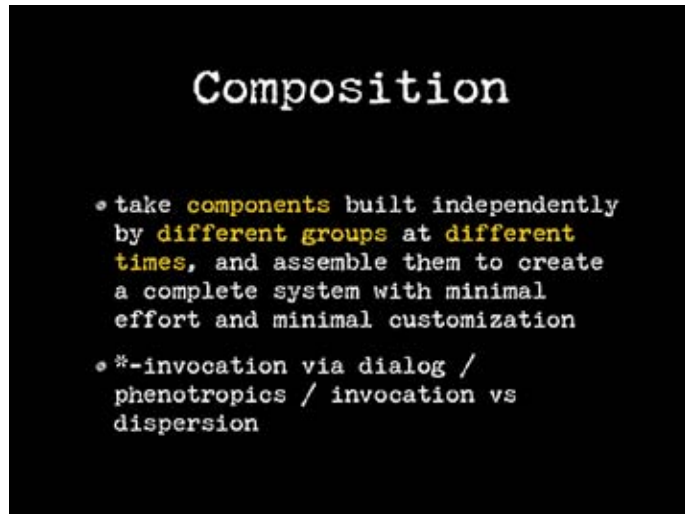 Composition
take components built independently
by different groups at different
times, and assemble them to create
a complete system with minimal
effort and minimal customization
*-invocation via dialog /
phenotropics / invocation vs
dispersion